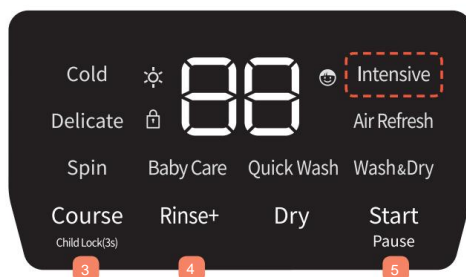 Cold 88 Intensive
Delicate Air Refresh
Spin Baby Care Quick Wash Wash&Dry
Course Rinse+ Dry Start
Child Lock(3s) Pause
3 4 5